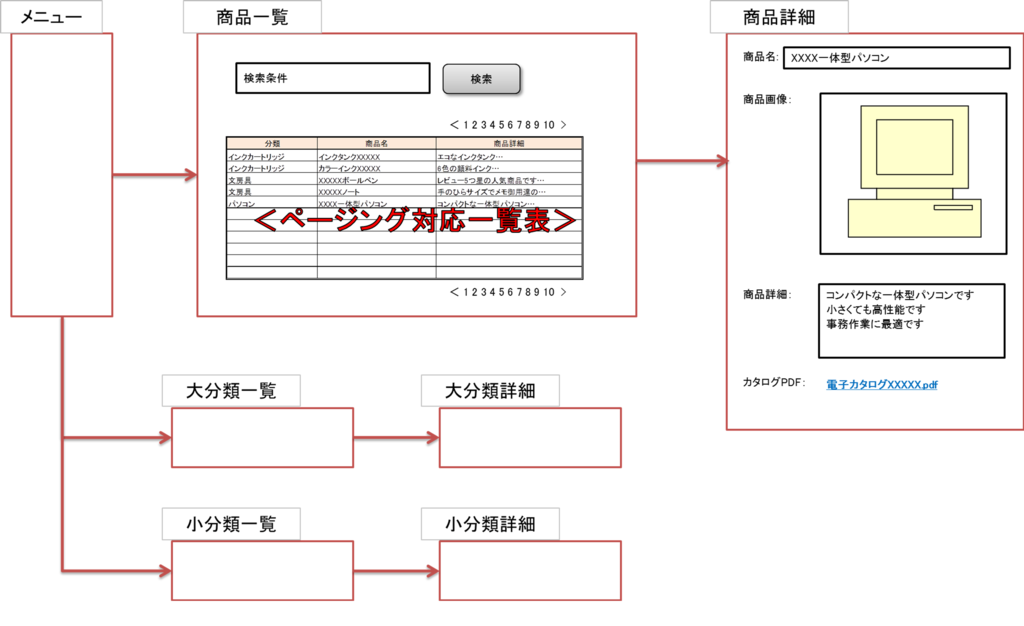 メニュー
商品一覧
商品詳細
検索条件
検索
< 1 2 3 4 5 6 7 8 9 10 >
分類 商品名 商品詳細
インクカートリッジ インクタンクXXXXX エコなインクタンク…
インクカートリッジ カラーインクXXXXX 6色の顔料インク…
文房具 XXXXXボールペン レビュー5つ星の人気商品です…
文房具 XXXXXノート 手のひらサイズでメモ御用達の…
パソコン XXXX一体型パソコン コンパクトな一体型パソコン…
<ページング対応一覧表>
< 1 2 3 4 5 6 7 8 9 10 >
商品名: XXXX一体型パソコン
商品画像:
商品詳細: コンパクトな一体型パソコンです
小さくても高性能です
事務作業に最適です
カタログPDF: 電子カタログXXXXX.pdf
大分類一覧
大分類詳細
小分類一覧
小分類詳細